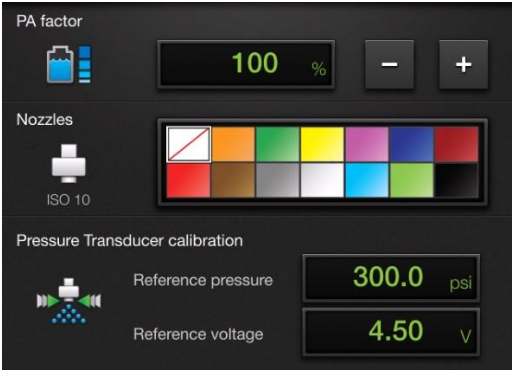 PA factor
100 %
− +
Nozzles
ISO 10
Pressure Transducer calibration
Reference pressure 300.0 psi
Reference voltage 4.50 V